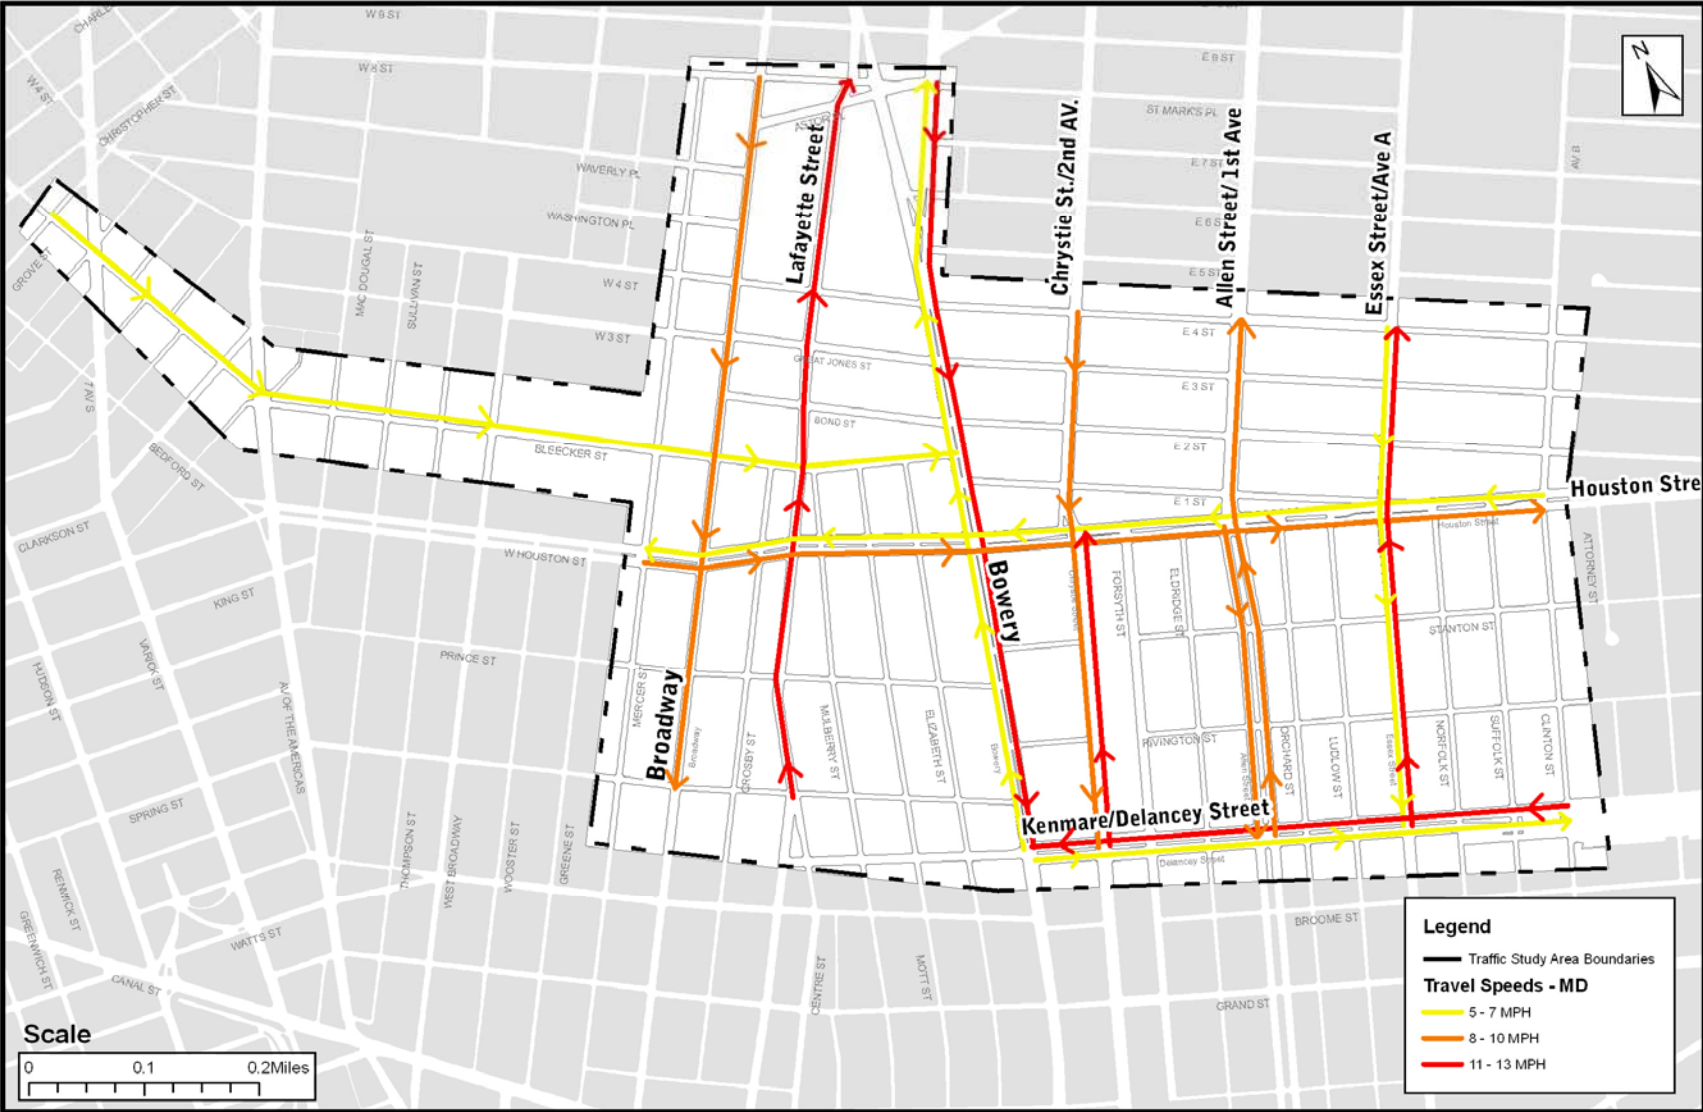 CHARLES
W 9 ST
W 8 ST
E 9 ST
N
W 4 ST
CHRISTOPHER ST
ST MARK'S PL
ASTOR PL
WAVERLY PL
E 7 ST
AV B
WASHINGTON PL
E 6 ST
Lafayette Street
Chrystie St./2nd AV.
Allen Street/ 1st Ave
Essex Street/Ave A
GROVE ST
MAC DOUGAL ST
SULLIVAN ST
W 4 ST
E 5 ST
W 3 ST
E 4 ST
GREAT JONES ST
E 3 ST
7 AV S
BOND ST
BLEECKER ST
E 2 ST
BEDFORD ST
Houston Stre
E 1 ST
Houston Street
CLARKSON ST
W HOUSTON ST
ATTORNEY ST
KING ST
Bowery
Chrystie Street
FORSYTH ST
ELDRIDGE ST
STANTON ST
PRINCE ST
HUDSON ST
VARICK ST
AV OF THE AMERICAS
MERCER ST
Broadway
Broadway
CROSBY ST
MULBERRY ST
ELIZABETH ST
Bowery
RIVINGTON ST
Allen Street
ORCHARD ST
LUDLOW ST
Essex Street
NORFOLK ST
SUFFOLK ST
CLINTON ST
SPRING ST
Kenmare/Delancey Street
Delancey Street
THOMPSON ST
WEST BROADWAY
WOOSTER ST
GREENE ST
RENWICK ST
GREENWICH ST
WATTS ST
CANAL ST
CENTRE ST
MOTT ST
BROOME ST
GRAND ST
Legend
Traffic Study Area Boundaries
Travel Speeds - MD
5 - 7 MPH
8 - 10 MPH
11 - 13 MPH
Scale
0 0.1 0.2Miles